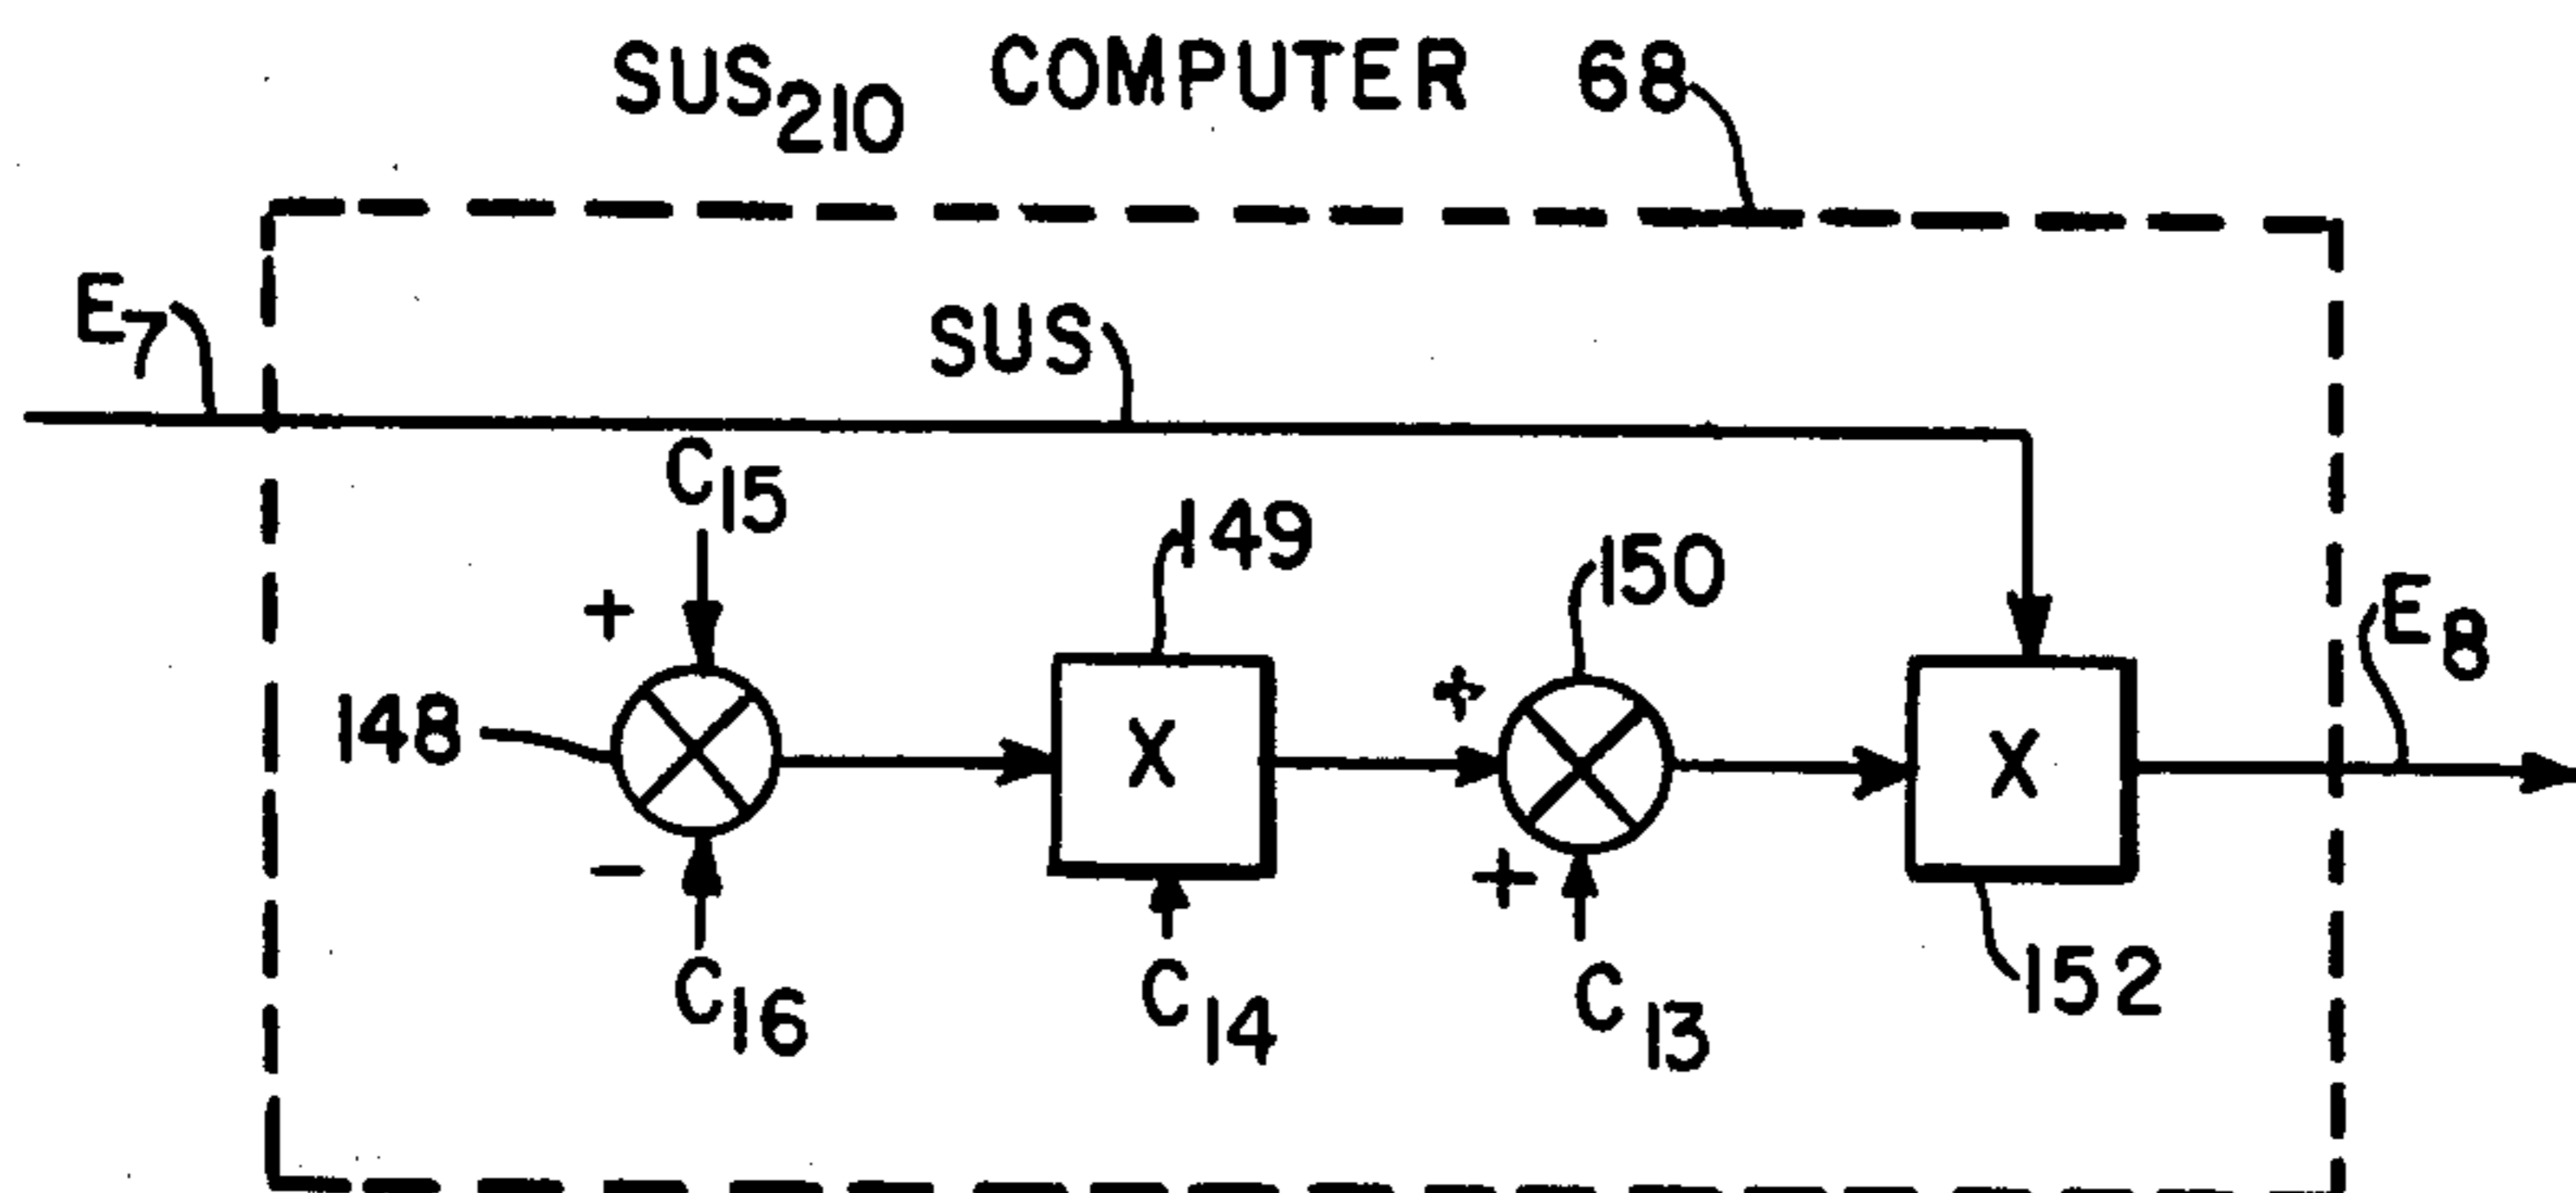 SUS210 COMPUTER 68
E7
SUS
C15
149
150
+
E8
148
X
+
X
-
+
C16
C14
C13
152